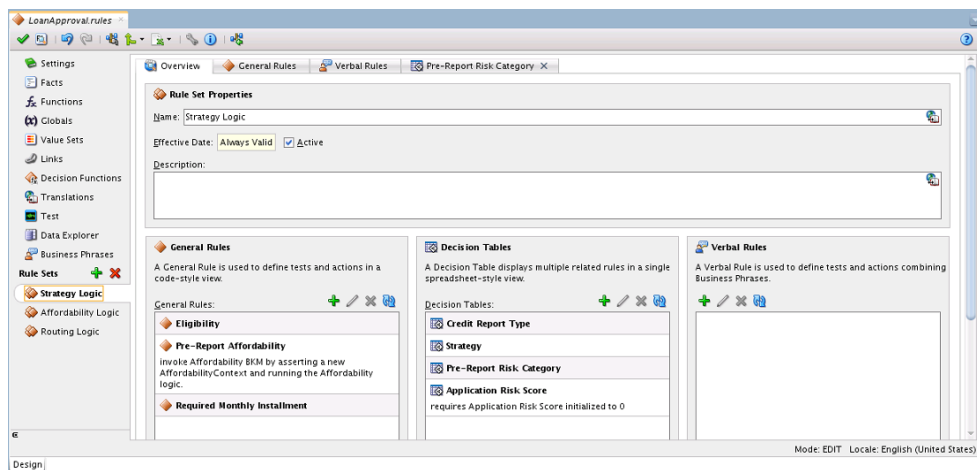 LoanApproval.rules
Settings
Facts
Functions
Globals
Value Sets
Links
Decision Functions
Translations
Test
Data Explorer
Business Phrases
Rule Sets
Strategy Logic
Affordability Logic
Routing Logic
Overview
General Rules
Verbal Rules
Pre-Report Risk Category
Rule Set Properties
Name: Strategy Logic
Effective Date: Always Valid Active
Description:
General Rules
A General Rule is used to define tests and actions in a
code-style view.
General Rules:
Eligibility
Pre-Report Affordability
invoke Affordability BKM by asserting a new
AffordabilityContext and running the Affordability
logic.
Required Monthly Installment
Decision Tables
A Decision Table displays multiple related rules in a single
spreadsheet-style view.
Decision Tables:
Credit Report Type
Strategy
Pre-Report Risk Category
Application Risk Score
requires Application Risk Score initialized to 0
Verbal Rules
A Verbal Rule is used to define tests and actions combining
Business Phrases.
Mode: EDIT Locale: English (United States)
Design